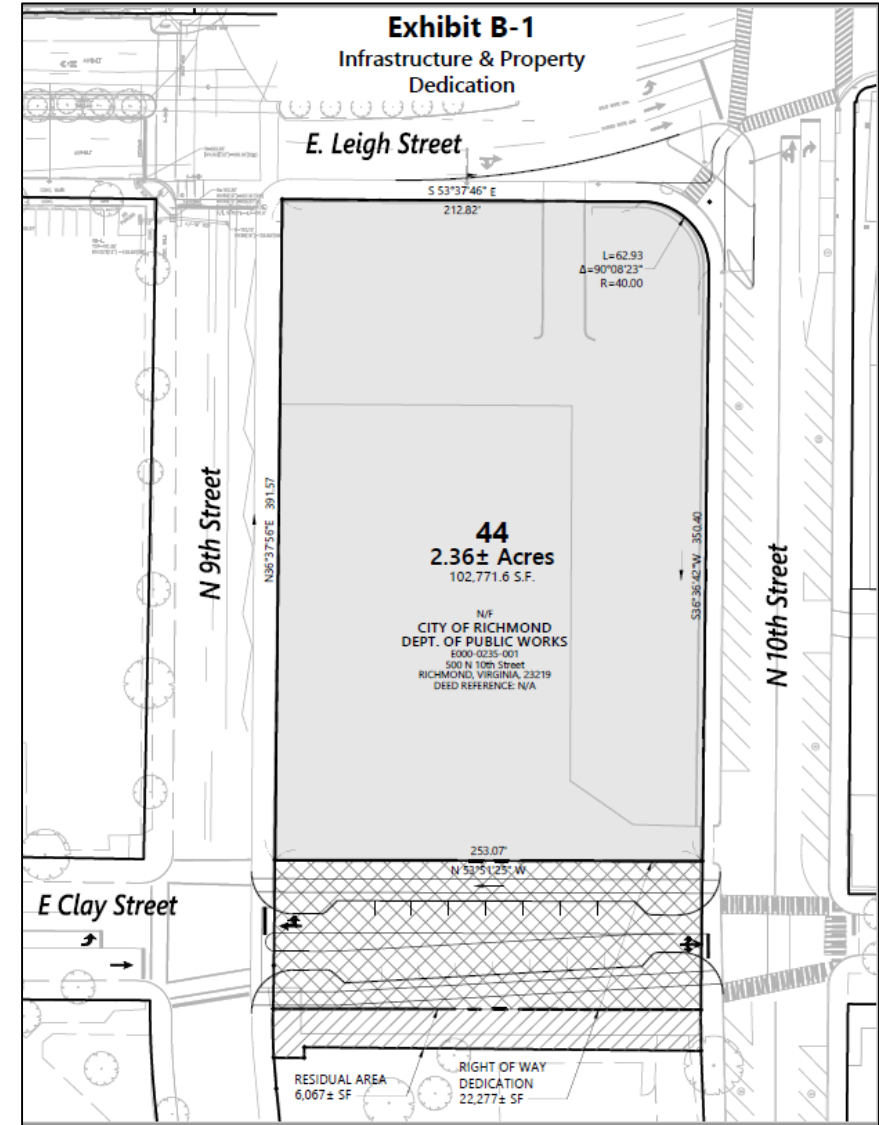 Exhibit B-1
Infrastructure & Property
Dedication
E. Leigh Street
S 53°37'46" E
212.82'
L=62.93
Δ=90°08'23"
R=40.00
N 9th Street
N36°37'56"E 391.57
44
2.36± Acres
102,771.6 S.F.
N/F
CITY OF RICHMOND
DEPT. OF PUBLIC WORKS
E000-0235-001
500 N 10th Street
RICHMOND, VIRGINIA, 23219
DEED REFERENCE: N/A
S36°36'42"W 350.40
N 10th Street
253.07'
N 53°51'25" W
E Clay Street
RESIDUAL AREA
6,067± SF
RIGHT OF WAY
DEDICATION
22,277± SF